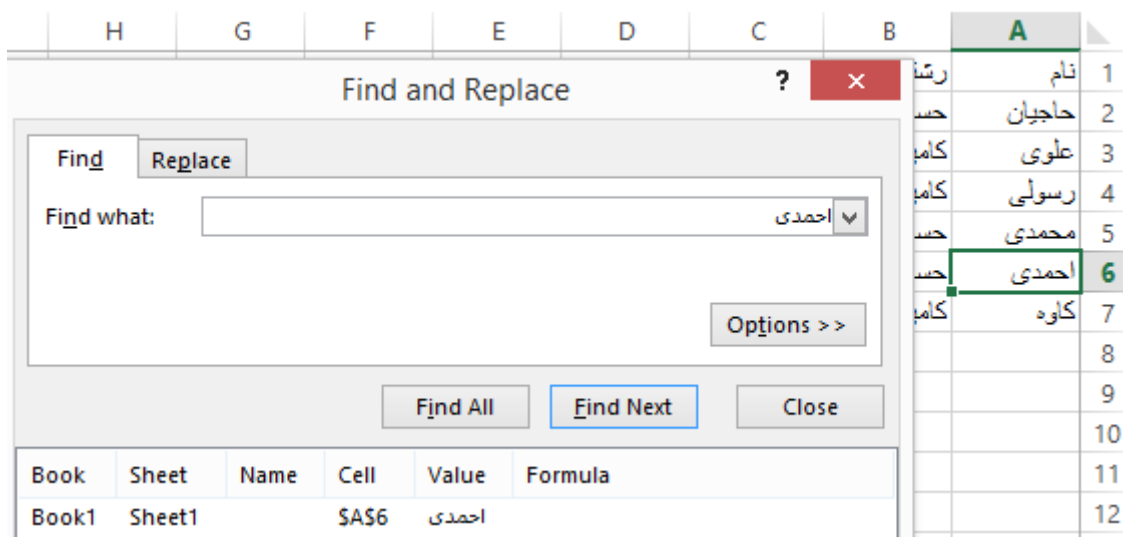 H G F E D C B A
Find and Replace ? ×
نام 1
حاجیان 2
علوی 3
رسولی 4
محمدی 5
احمدی 6
کاوه 7
8
9
10
11
12
Find Replace
Find what: احمدی
Options >>
Find All Find Next Close
Book Sheet Name Cell Value Formula
Book1 Sheet1 $A$6 احمدی